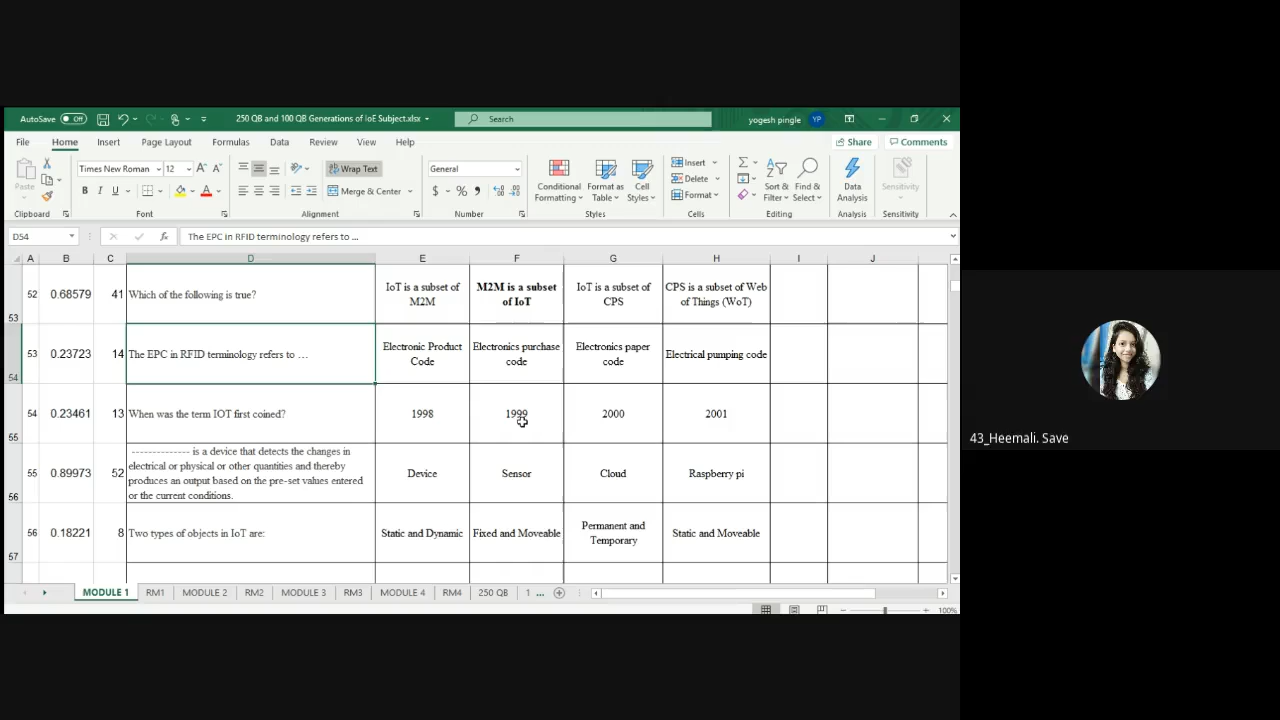 AutoSave Off 250 QB and 100 QB Generations of IoE Subject.xlsx Search yogesh pingle YP
File Home Insert Page Layout Formulas Data Review View Help Share Comments
Paste Times New Roman 12 Wrap Text General Insert
B I U Merge & Center $ % Conditional Formatting Format as Table Cell Styles Delete Format Sort & Filter Find & Select Data Analysis Sensitivity
Clipboard Font Alignment Number Styles Cells Editing Analysis Sensitivity
D54 fx The EPC in RFID terminology refers to ...
A B C D E F G H I J
53 52 0.68579 41 Which of the following is true? IoT is a subset of M2M M2M is a subset of IoT IoT is a subset of CPS CPS is a subset of Web of Things (WoT)
54 53 0.23723 14 The EPC in RFID terminology refers to … Electronic Product Code Electronics purchase code Electronics paper code Electrical pumping code
55 54 0.23461 13 When was the term IOT first coined? 1998 1999 2000 2001
56 55 0.89973 52 -------------- is a device that detects the changes in electrical or physical or other quantities and thereby produces an output based on the pre-set values entered or the current conditions. Device Sensor Cloud Raspberry pi
57 56 0.18221 8 Two types of objects in IoT are: Static and Dynamic Fixed and Moveable Permanent and Temporary Static and Moveable
MODULE 1 RM1 MODULE 2 RM2 MODULE 3 RM3 MODULE 4 RM4 250 QB 1 ...
100%
43_Heemali. Save